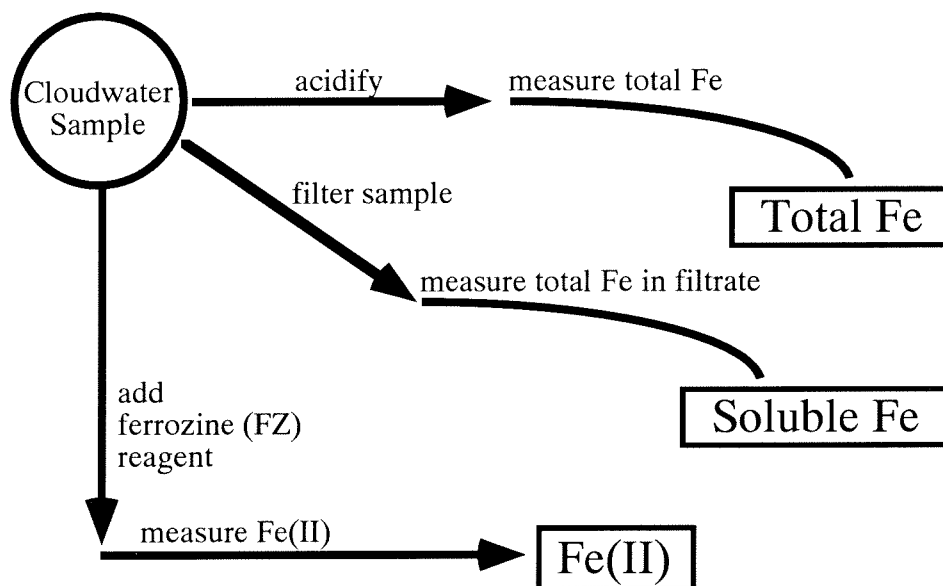 Cloudwater
Sample
acidify
measure total Fe
Total Fe
filter sample
measure total Fe in filtrate
Soluble Fe
add
ferrozine (FZ)
reagent
measure Fe(II)
Fe(II)